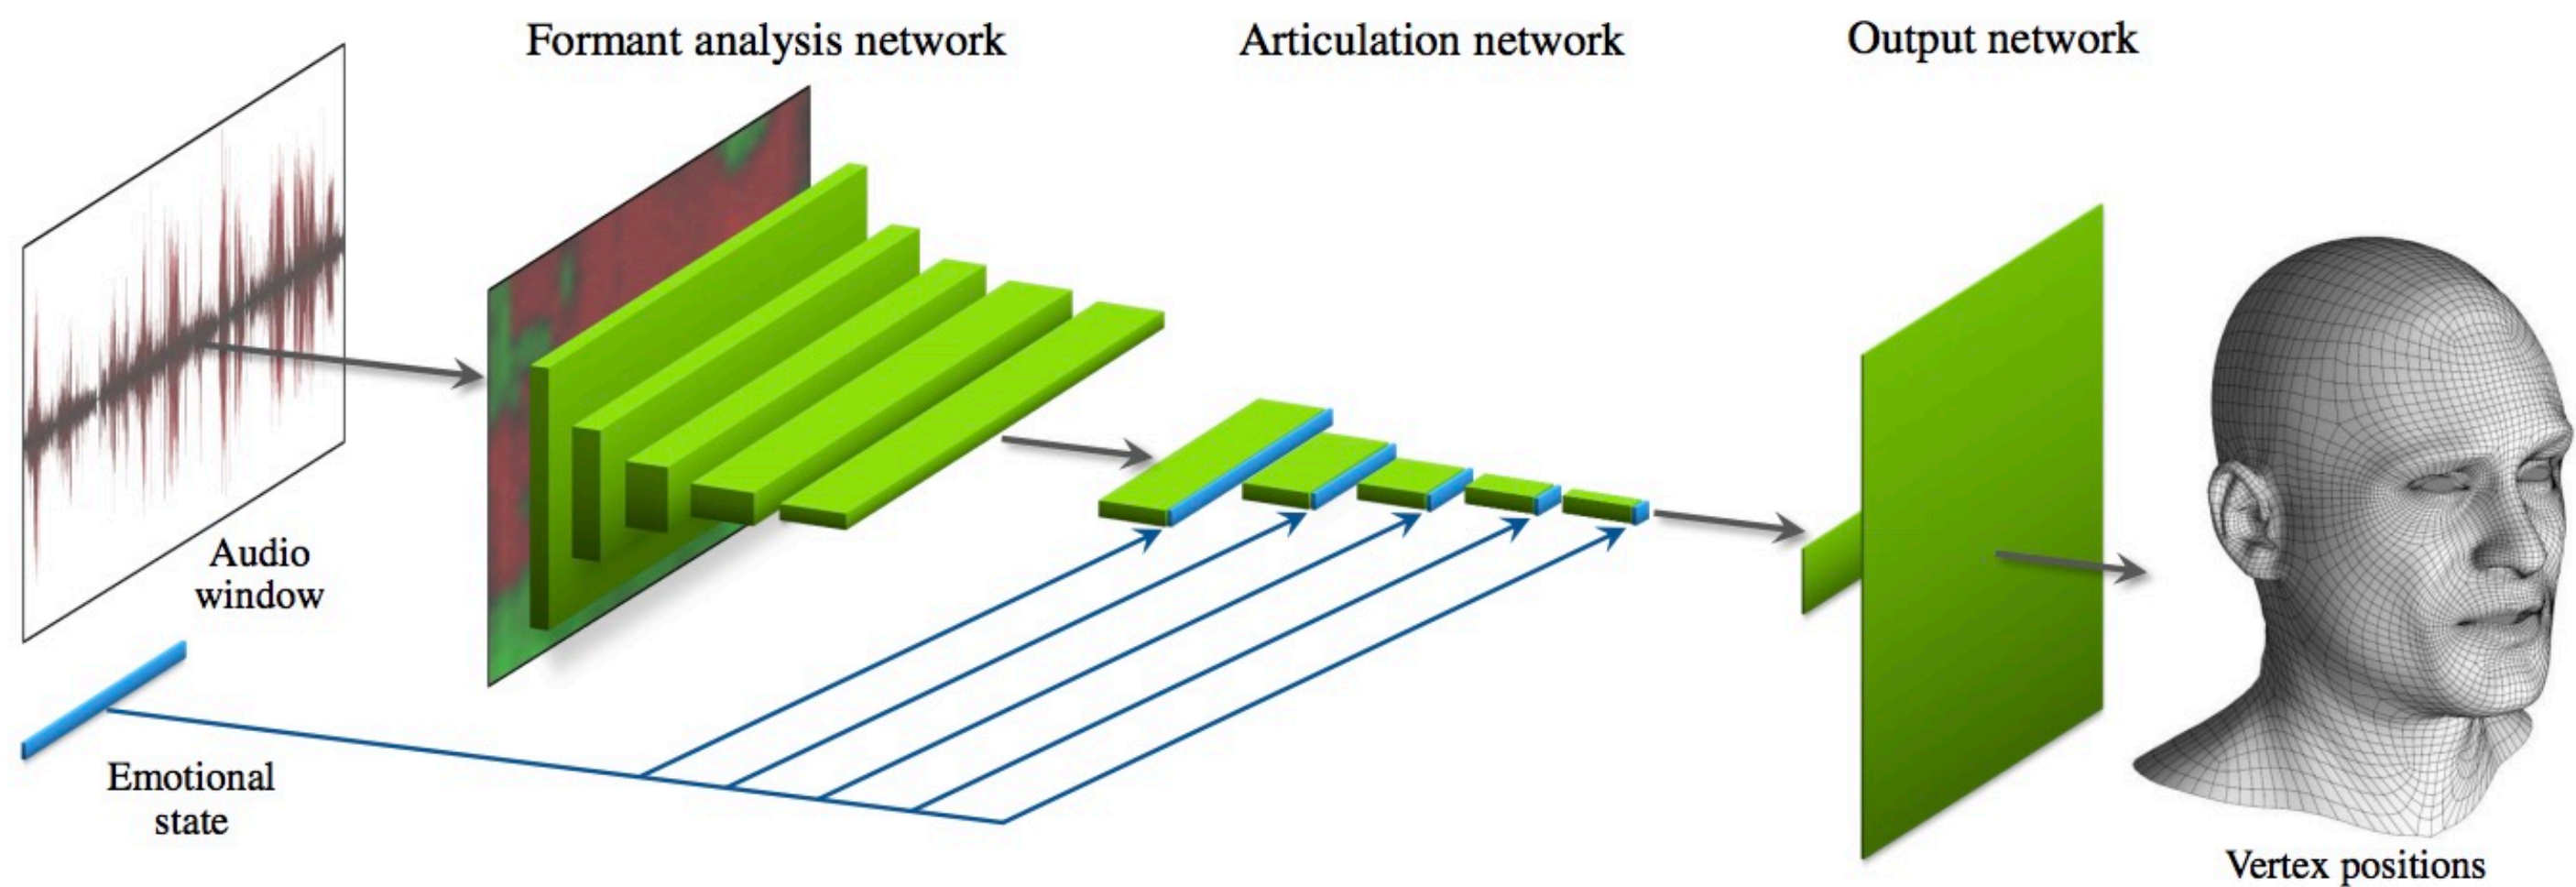 Formant analysis network
Articulation network
Output network
Audio
window
Emotional
state
Vertex positions